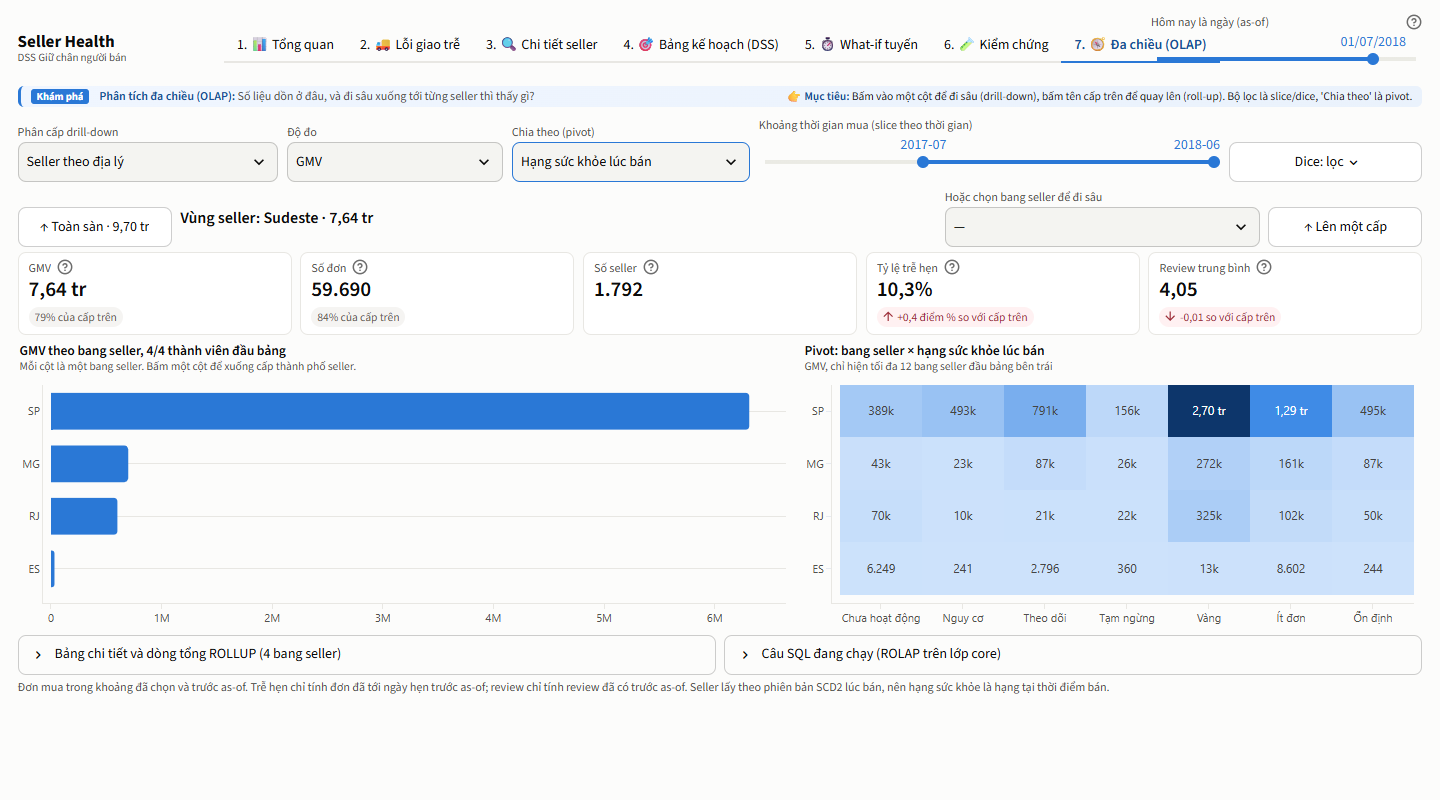 Hôm nay là ngày (as-of)
Seller Health
DSS Giữ chân người bán
1. Tổng quan
2. Lỗi giao trễ
3. Chi tiết seller
4. Bảng kế hoạch (DSS)
5. What-if tuyến
6. Kiểm chứng
7. Đa chiều (OLAP)
01/07/2018
Khám phá
Phân tích đa chiều (OLAP): Số liệu dồn ở đâu, và đi sâu xuống tới từng seller thì thấy gì?
Mục tiêu: Bấm vào một cột để đi sâu (drill-down), bấm tên cấp trên để quay lên (roll-up). Bộ lọc là slice/dice, 'Chia theo' là pivot.
Phân cấp drill-down
Độ đo
Chia theo (pivot)
Khoảng thời gian mua (slice theo thời gian)
Seller theo địa lý
GMV
Hạng sức khỏe lúc bán
2017-07
2018-06
Dice: lọc
↑ Toàn sàn · 9,70 tr
Vùng seller: Sudeste · 7,64 tr
Hoặc chọn bang seller để đi sâu
—
↑ Lên một cấp
GMV
7,64 tr
79% của cấp trên
Số đơn
59.690
84% của cấp trên
Số seller
1.792
Tỷ lệ trễ hẹn
10,3%
↑ +0,4 điểm % so với cấp trên
Review trung bình
4,05
↓ -0,01 so với cấp trên
GMV theo bang seller, 4/4 thành viên đầu bảng
Mỗi cột là một bang seller. Bấm một cột để xuống cấp thành phố seller.
SP
MG
RJ
ES
0 1M 2M 3M 4M 5M 6M
Pivot: bang seller × hạng sức khỏe lúc bán
GMV, chỉ hiện tối đa 12 bang seller đầu bảng bên trái
SP 389k 493k 791k 156k 2,70 tr 1,29 tr 495k
MG 43k 23k 87k 26k 272k 161k 87k
RJ 70k 10k 21k 22k 325k 102k 50k
ES 6.249 241 2.796 360 13k 8.602 244
Chưa hoạt động Nguy cơ Theo dõi Tạm ngừng Vàng Ít đơn Ổn định
Bảng chi tiết và dòng tổng ROLLUP (4 bang seller)
Câu SQL đang chạy (ROLAP trên lớp core)
Đơn mua trong khoảng đã chọn và trước as-of. Trễ hẹn chỉ tính đơn đã tới ngày hẹn trước as-of; review chỉ tính review đã có trước as-of. Seller lấy theo phiên bản SCD2 lúc bán, nên hạng sức khỏe là hạng tại thời điểm bán.